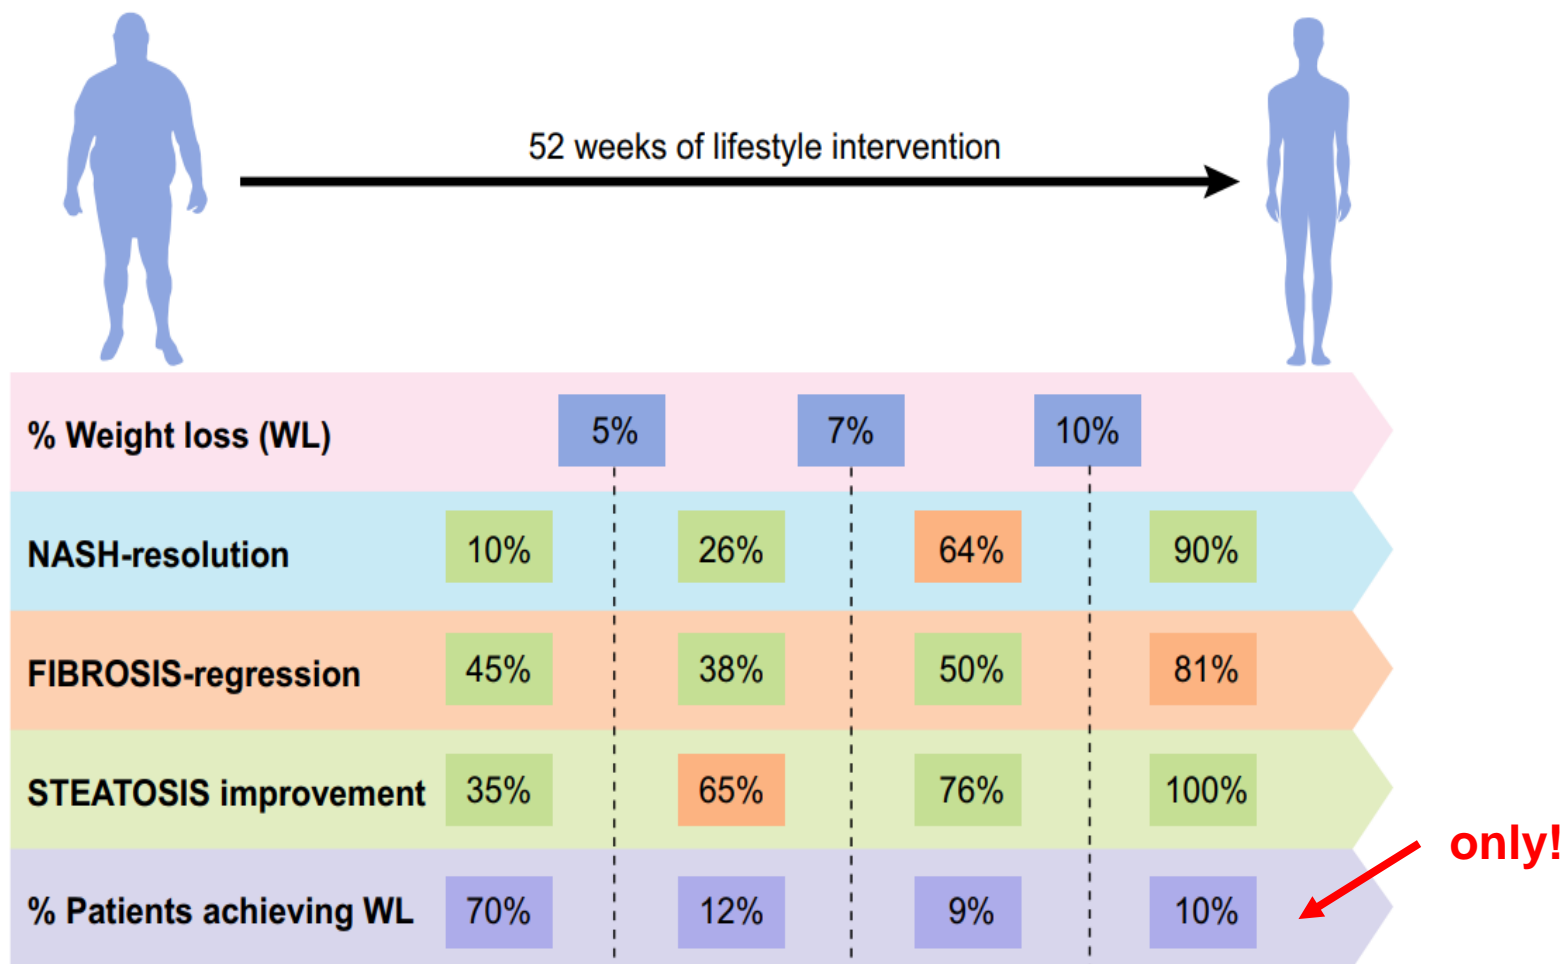 52 weeks of lifestyle intervention
% Weight loss (WL) 5% 7% 10%
NASH-resolution 10% 26% 64% 90%
FIBROSIS-regression 45% 38% 50% 81%
STEATOSIS improvement 35% 65% 76% 100%
only!
% Patients achieving WL 70% 12% 9% 10%